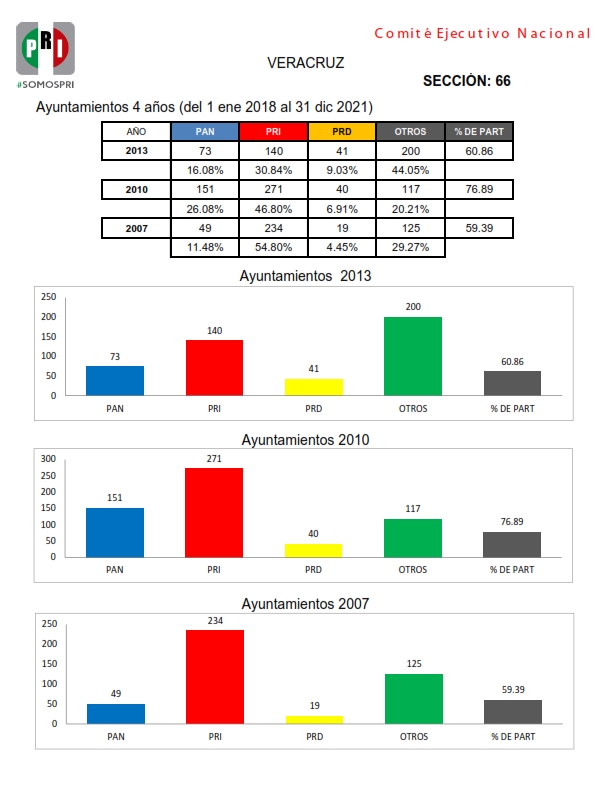 Comité Ejecutivo Nacional
PRI
#SOMOSPRI
VERACRUZ
SECCIÓN: 66
Ayuntamientos 4 años (del 1 ene 2018 al 31 dic 2021)
AÑO PAN PRI PRD OTROS % DE PART
2013 73 140 41 200 60.86
16.08% 30.84% 9.03% 44.05%
2010 151 271 40 117 76.89
26.08% 46.80% 6.91% 20.21%
2007 49 234 19 125 59.39
11.48% 54.80% 4.45% 29.27%
Ayuntamientos 2013
250
200
150
100
50
0
73 140 41 200 60.86
PAN PRI PRD OTROS % DE PART
Ayuntamientos 2010
300
250
200
150
100
50
0
151 271 40 117 76.89
PAN PRI PRD OTROS % DE PART
Ayuntamientos 2007
250
200
150
100
50
0
49 234 19 125 59.39
PAN PRI PRD OTROS % DE PART